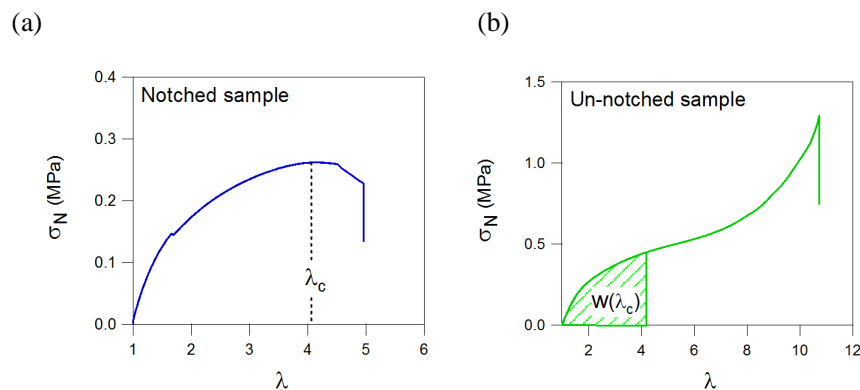 (a)
(b)
0.4
0.3
0.2
0.1
0.0
σN (MPa)
Notched sample
λc
1
2
3
4
5
6
λ
1.5
1.0
0.5
0.0
σN (MPa)
Un-notched sample
W(λc)
2
4
6
8
10
12
λ